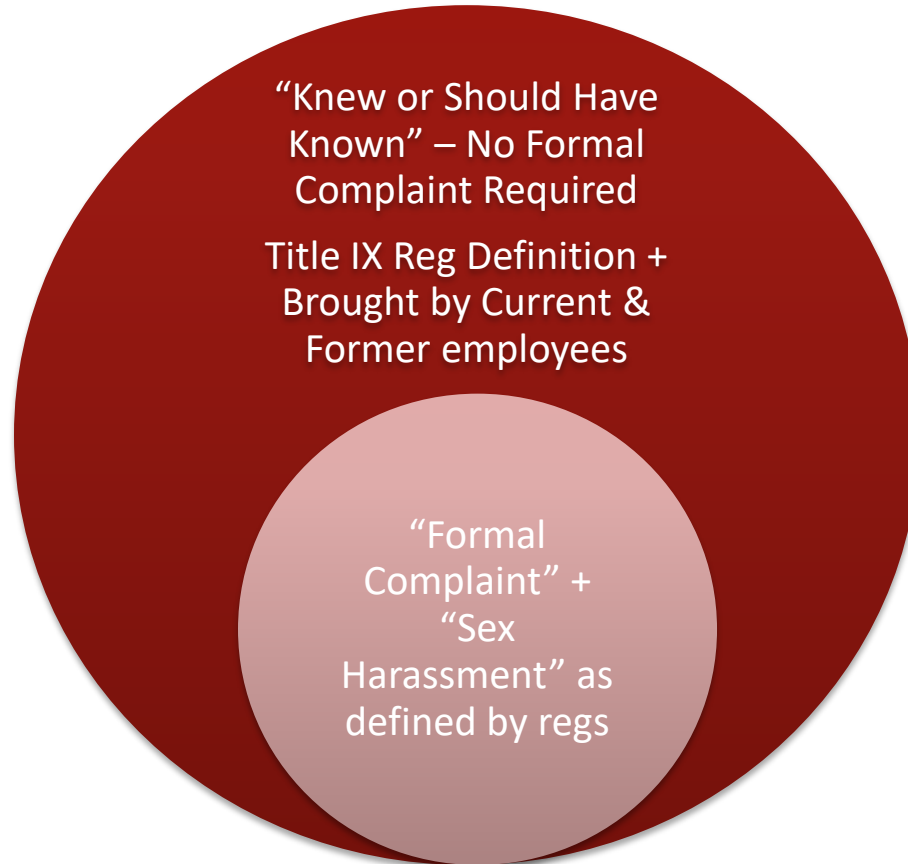 “Knew or Should Have
Known” – No Formal
Complaint Required
Title IX Reg Definition +
Brought by Current &
Former employees
“Formal
Complaint” +
“Sex
Harassment” as
defined by regs